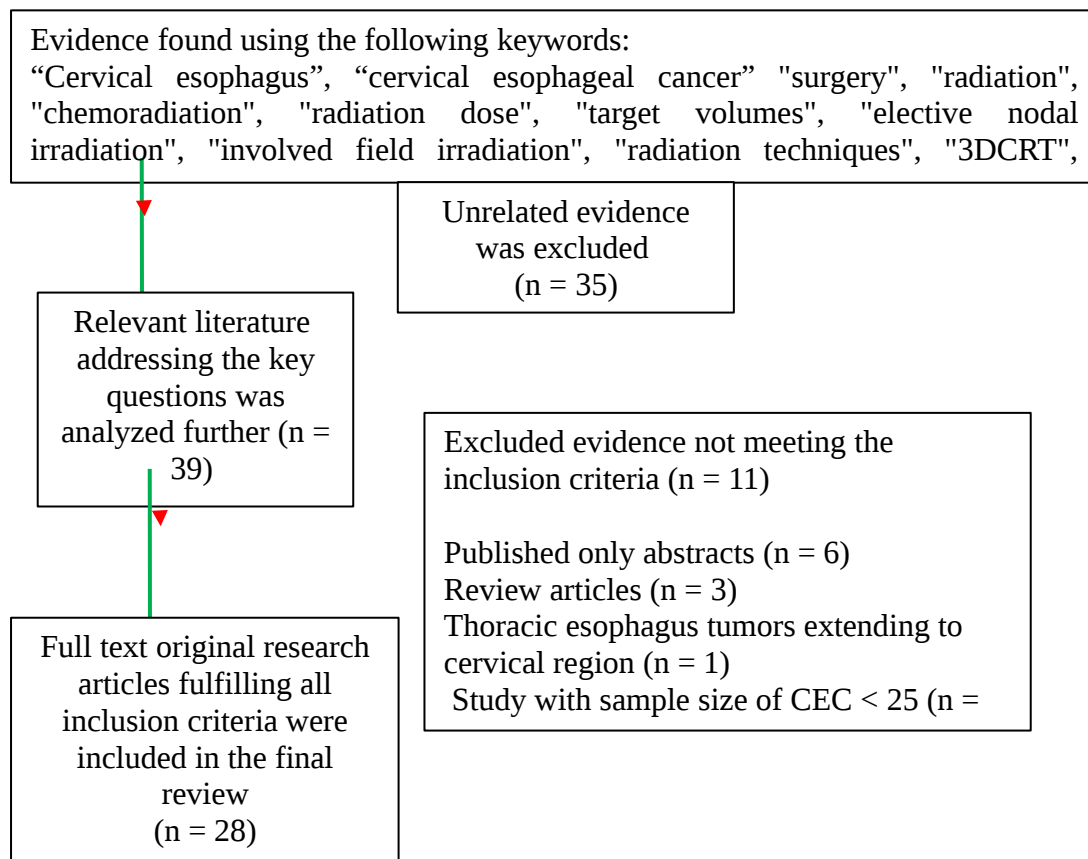 Evidence found using the following keywords:
“Cervical esophagus”, “cervical esophageal cancer” "surgery", "radiation",
"chemoradiation", "radiation dose", "target volumes", "elective nodal
irradiation", "involved field irradiation", "radiation techniques", "3DCRT",
Unrelated evidence
was excluded
(n = 35)
Relevant literature
addressing the key
questions was
analyzed further (n =
39)
Excluded evidence not meeting the
inclusion criteria (n = 11)
Published only abstracts (n = 6)
Review articles (n = 3)
Thoracic esophagus tumors extending to
cervical region (n = 1)
Study with sample size of CEC < 25 (n =
Full text original research
articles fulfilling all
inclusion criteria were
included in the final
review
(n = 28)